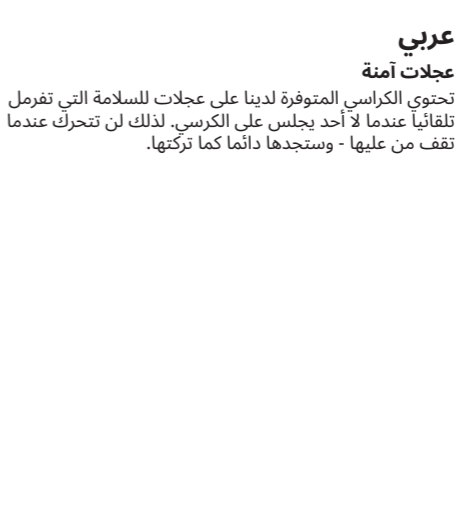 عربي
عجلات آمنة
تحتوي الكراسي المتوفرة لدينا على عجلات للسلامة التي تفرمل
تلقائياً عندما لا أحد يجلس على الكرسي. لذلك لن تتحرك عندما
تقف من عليها - وستجدها دائما كما تركتها.